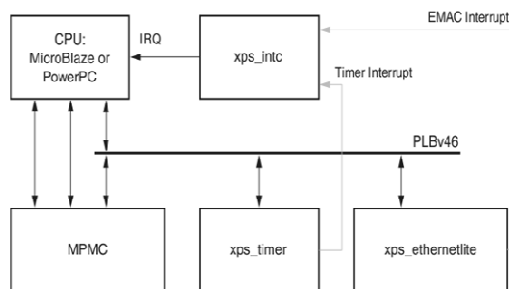 EMAC Interrupt
CPU:
MicroBlaze or
PowerPC
IRQ
xps_intc
Timer Interrupt
PLBv46
MPMC
xps_timer
xps_ethernetlite